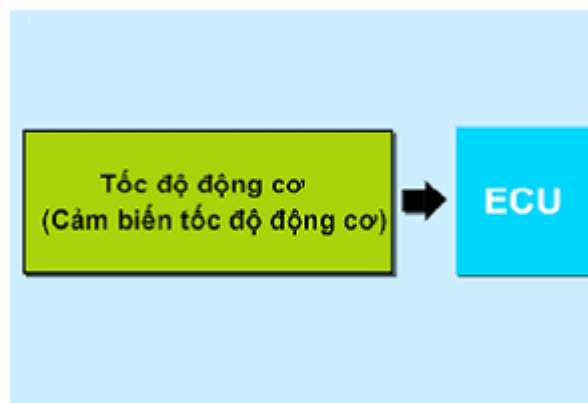 Tốc độ động cơ
(Cảm biến tốc độ động cơ)
ECU